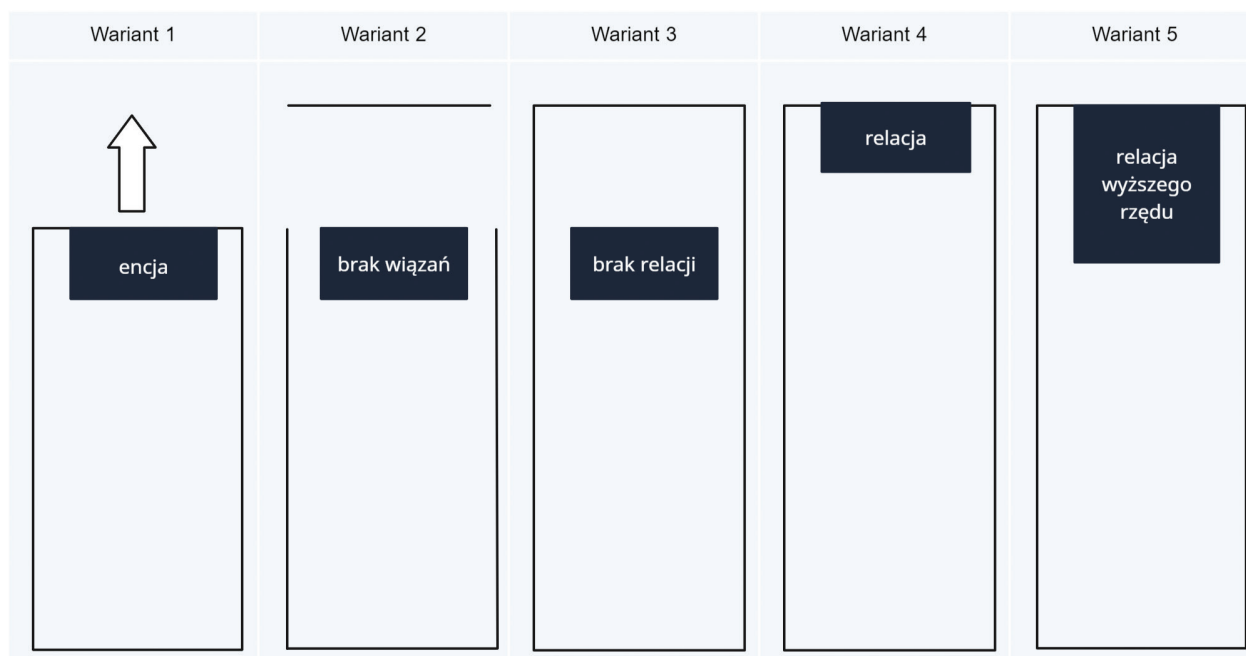 Wariant 1
Wariant 2
Wariant 3
Wariant 4
Wariant 5
encja
brak wiązań
brak relacji
relacja
relacja
wyższego
rzędu